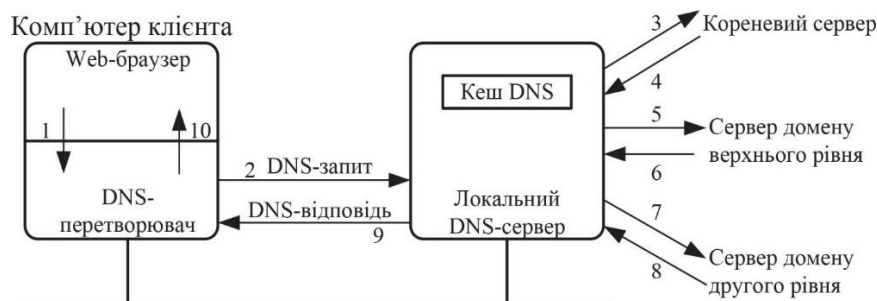 Комп’ютер клієнта
Web-браузер
1
10
DNS-
перетворювач
2 DNS-запит
DNS-відповідь
9
Кеш DNS
Локальний
DNS-сервер
3
Кореневий сервер
4
5
Сервер домену
верхнього рівня
6
7
Сервер домену
другого рівня
8